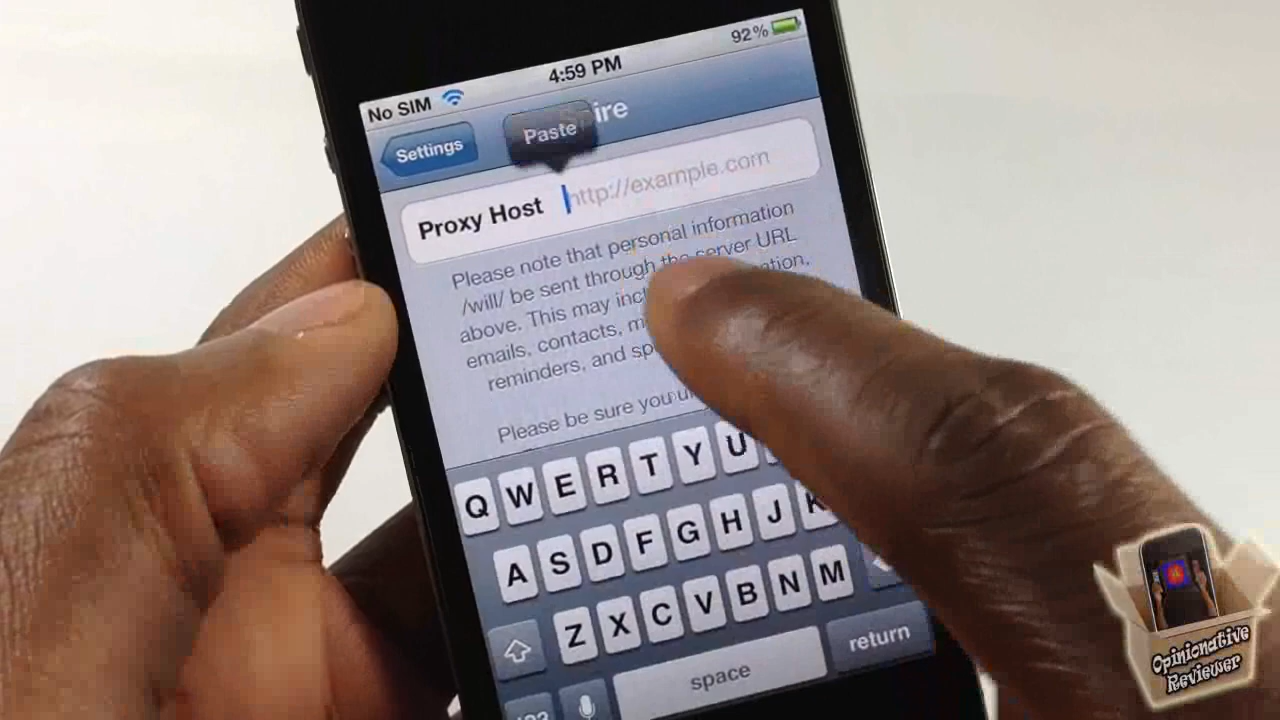 No SIM 4:59 PM 92%
Settings Paste ire
Proxy Host http://example.com
Please note that personal information
/will/ be sent through the server URL
above. This may incl
emails, contacts, m
reminders, and sp
Please be sure you
Q W E R T Y U
A S D F G H J K
Z X C V B N M
space return
Opinionative
Reviewer